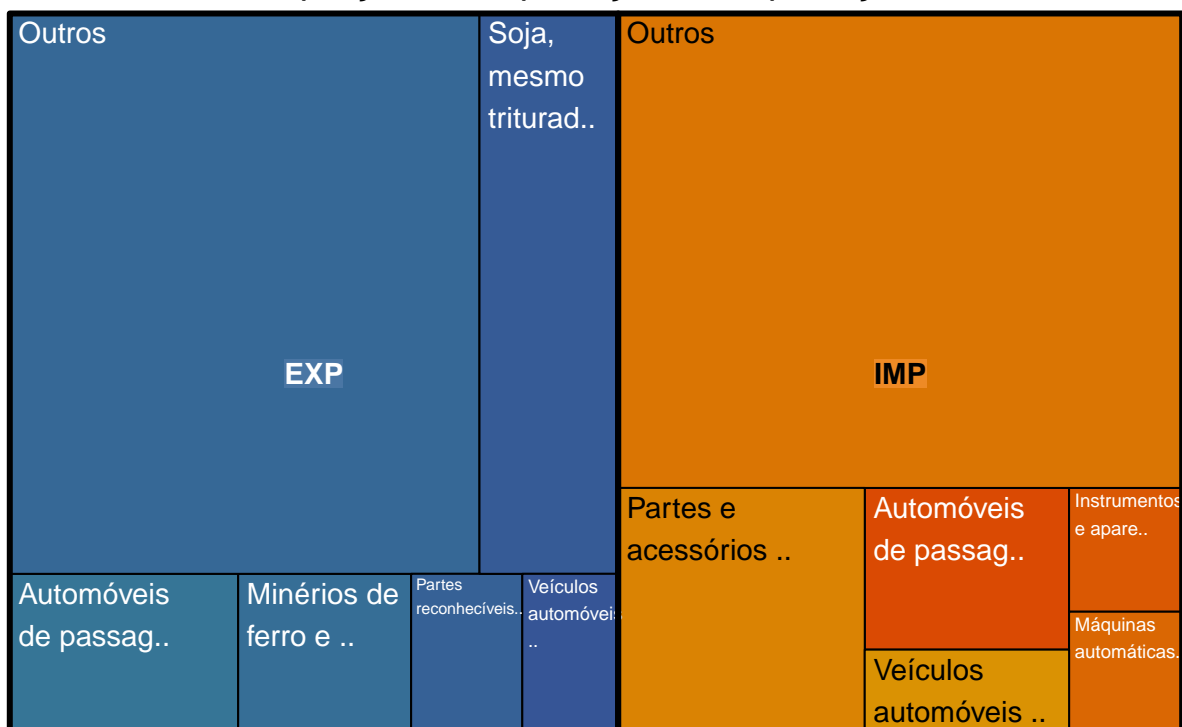 Outros
Soja,
mesmo
triturad..
EXP
Automóveis
de passag..
Minérios de
ferro e ..
Partes
reconhecíveis..
Veículos
automóveis
..
Outros
IMP
Partes e
acessórios ..
Automóveis
de passag..
Veículos
automóveis ..
Instrumentos
e apare..
Máquinas
automáticas..